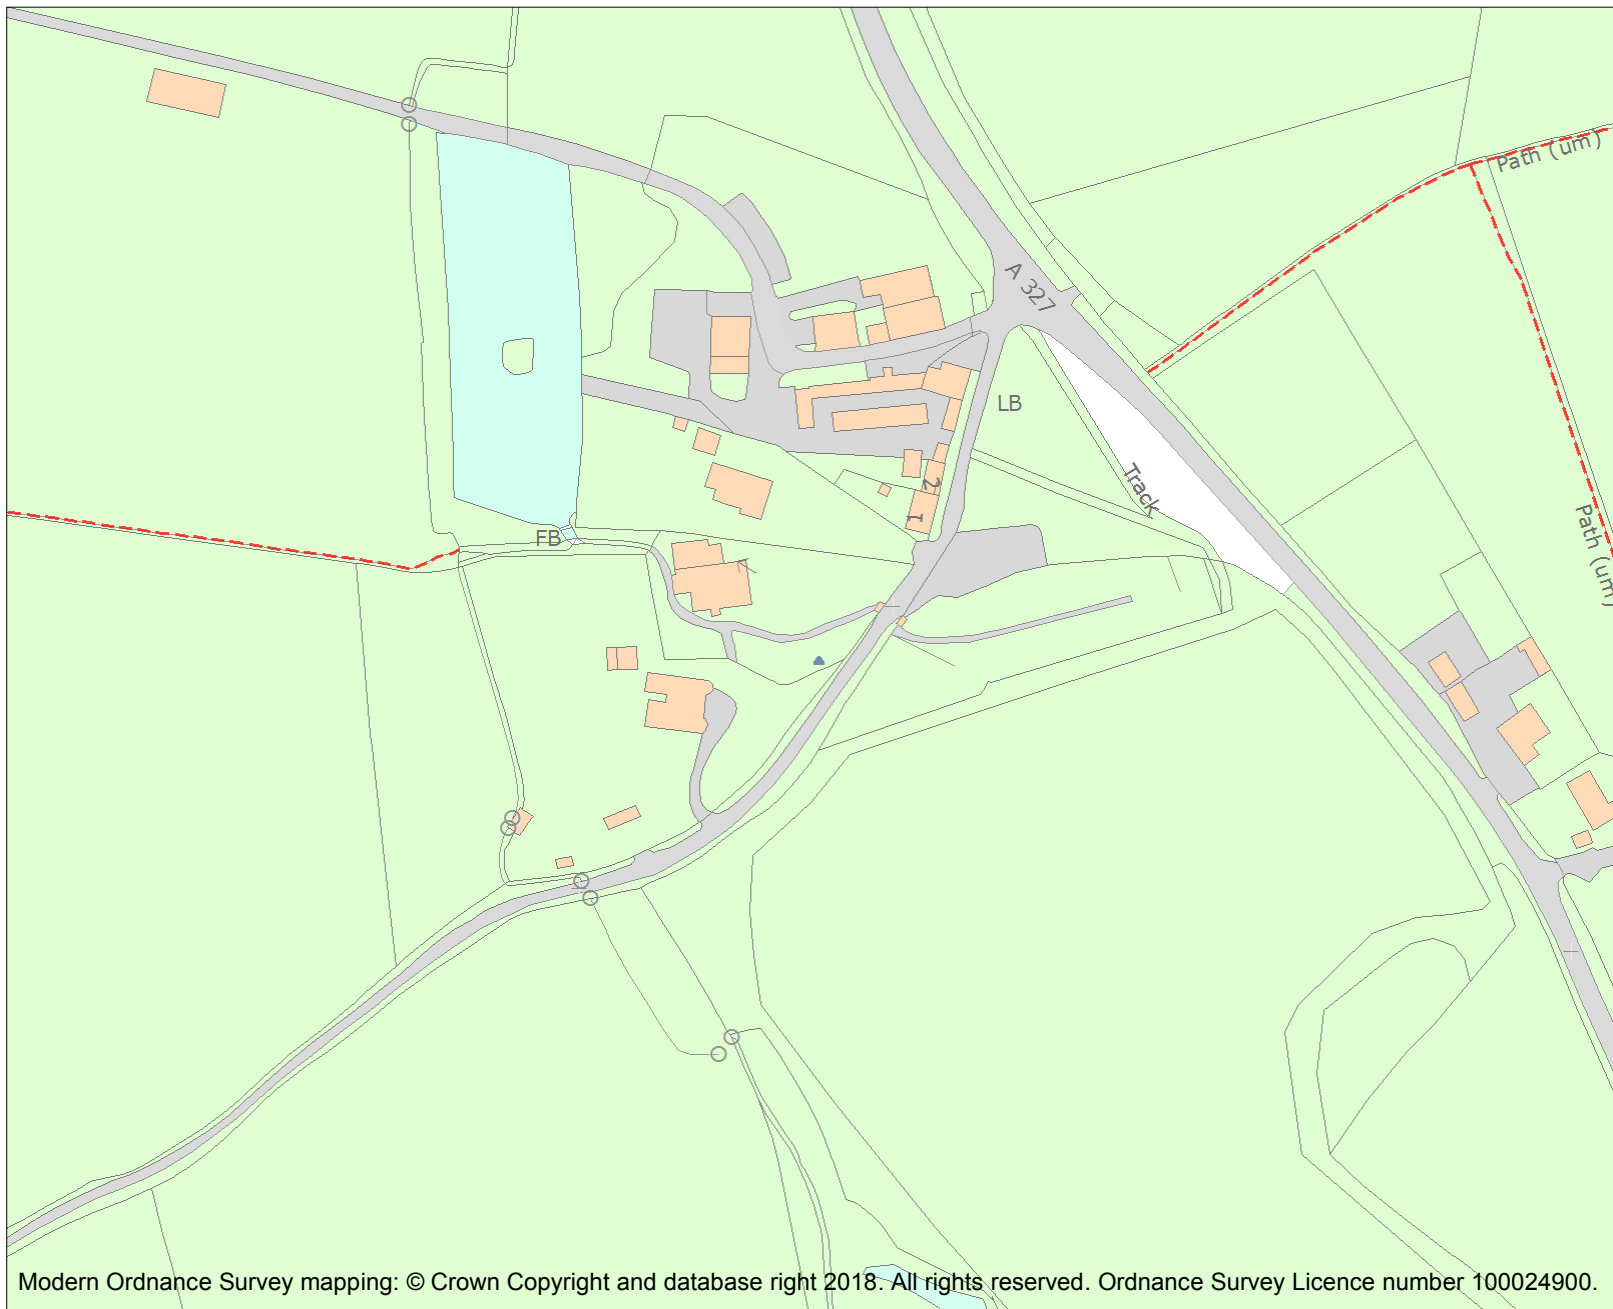 Path (um)
A 327
LB
Track
2
1
FB
Path (um)
Modern Ordnance Survey mapping: © Crown Copyright and database right 2018. All rights reserved. Ordnance Survey Licence number 100024900.